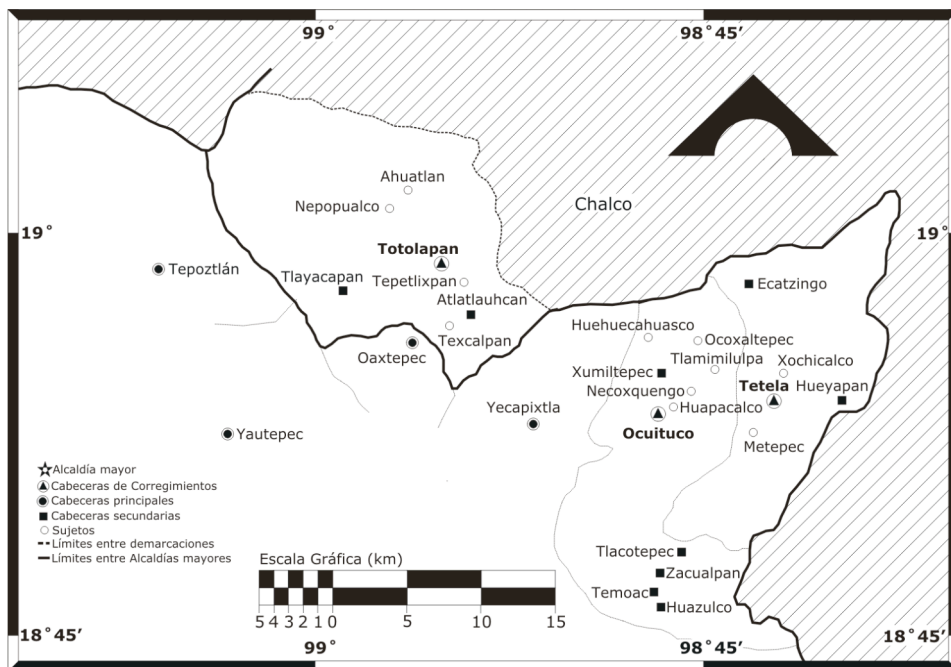 99° 98°45′
Ahuatlan
Chalco
Nepopualco
19° 19°
Totolapan
Tepoztlán
Tlayacapan Tepetlixpan
Ecatzingo
Atlatlauhcan
Huehuecahuasco
Texcalpan Ocoxaltepec
Oaxtepec
Tlamimilulpa Xochicalco
Xumiltepec
Necoxquengo Tetela Hueyapan
Yecapixtla Huapacalco
Yautepec Ocuituco
Metepec
Alcaldía mayor
Cabeceras de Corregimientos
Cabeceras principales
Cabeceras secundarias
Sujetos
Límites entre demarcaciones
Límites entre Alcaldías mayores
Escala Gráfica (km)
5 4 3 2 1 0 5 10 15
Tlacotepec
Zacualpan
Temoac
Huazulco
18°45′ 99° 98°45′ 18°45′